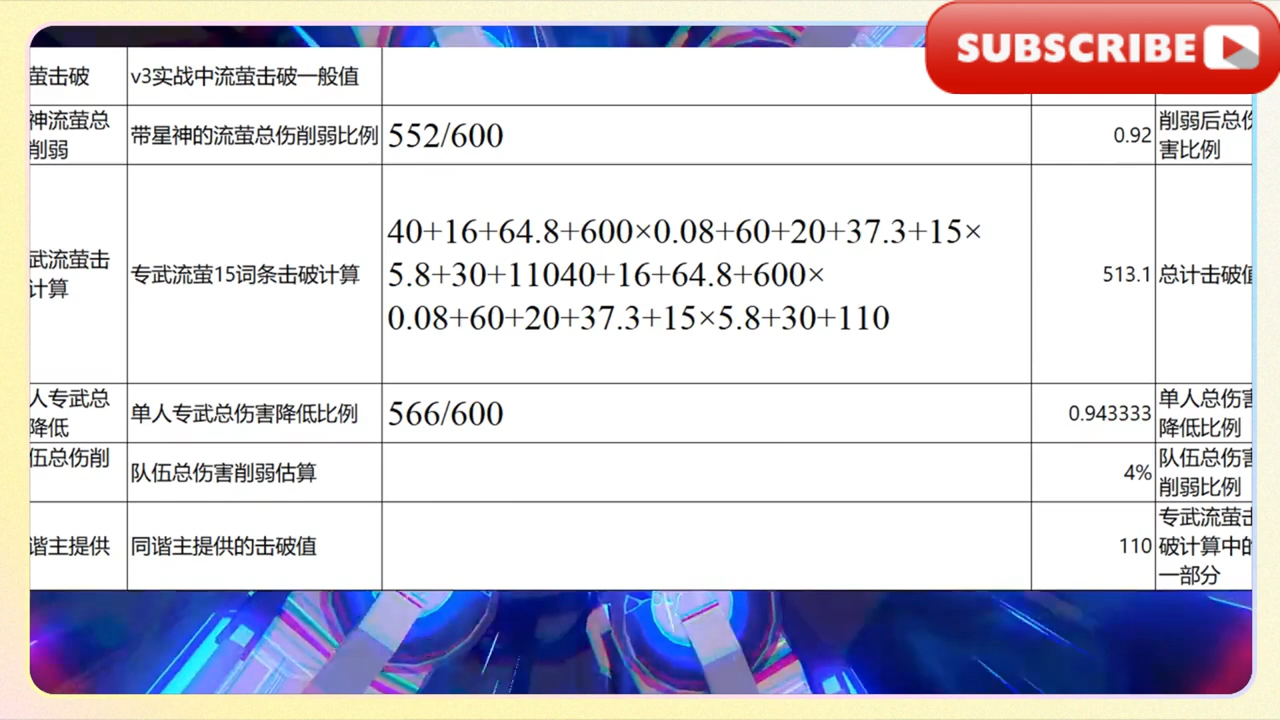 SUBSCRIBE
萤击破
v3实战中流萤击破一般值
神流萤总
削弱
带星神的流萤总伤削弱比例
552/600
0.92
削弱后总伤
害比例
武流萤击
计算
专武流萤15词条击破计算
40+16+64.8+600×0.08+60+20+37.3+15×
5.8+30+11040+16+64.8+600×
0.08+60+20+37.3+15×5.8+30+110
513.1
总计击破值
人专武总
降低
单人专武总伤害降低比例
566/600
0.943333
单人总伤害
降低比例
伍总伤削
队伍总伤害削弱估算
4%
队伍总伤害
削弱比例
谐主提供
同谐主提供的击破值
110
专武流萤击
破计算中的
一部分